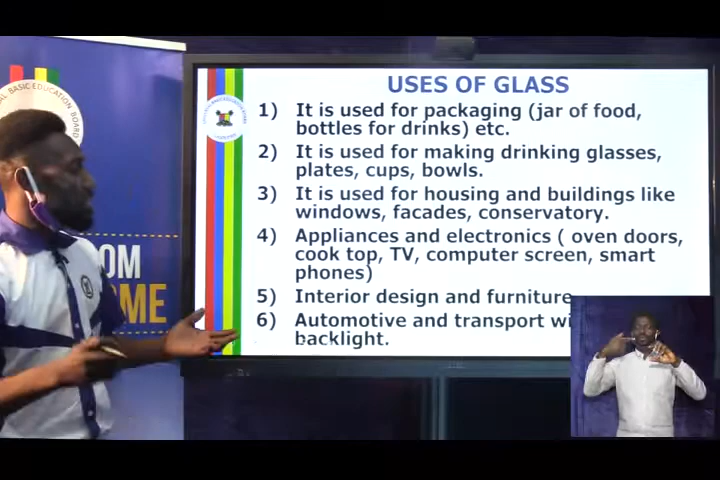 USES OF GLASS
1) It is used for packaging (jar of food,
bottles for drinks) etc.
2) It is used for making drinking glasses,
plates, cups, bowls.
3) It is used for housing and buildings like
windows, facades, conservatory.
4) Appliances and electronics ( oven doors,
cook top, TV, computer screen, smart
phones)
5) Interior design and furniture
6) Automotive and transport wi
backlight.
BASIC EDUCATION BOARD
OM
ME